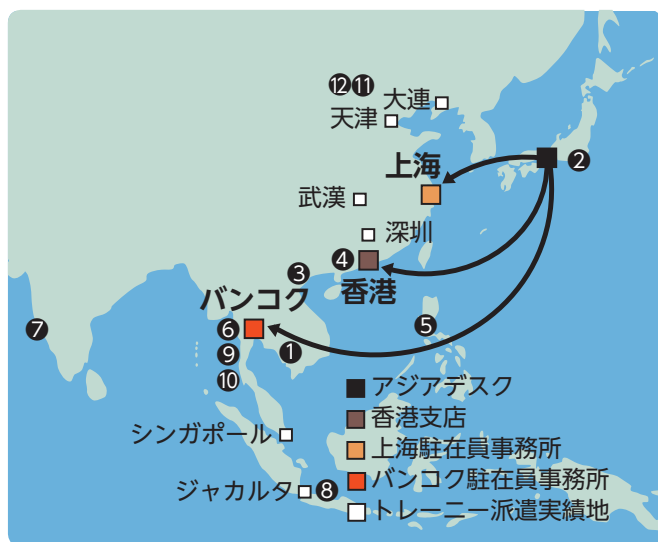 ⓬⓫
大連
天津
上海
❷
武漢
深圳
❹
香港
❸
バンコク
❼
❻
❺
❾
❶
❿
アジアデスク
香港支店
シンガポール
上海駐在員事務所
バンコク駐在員事務所
ジャカルタ
❽
トレーニー派遣実績地